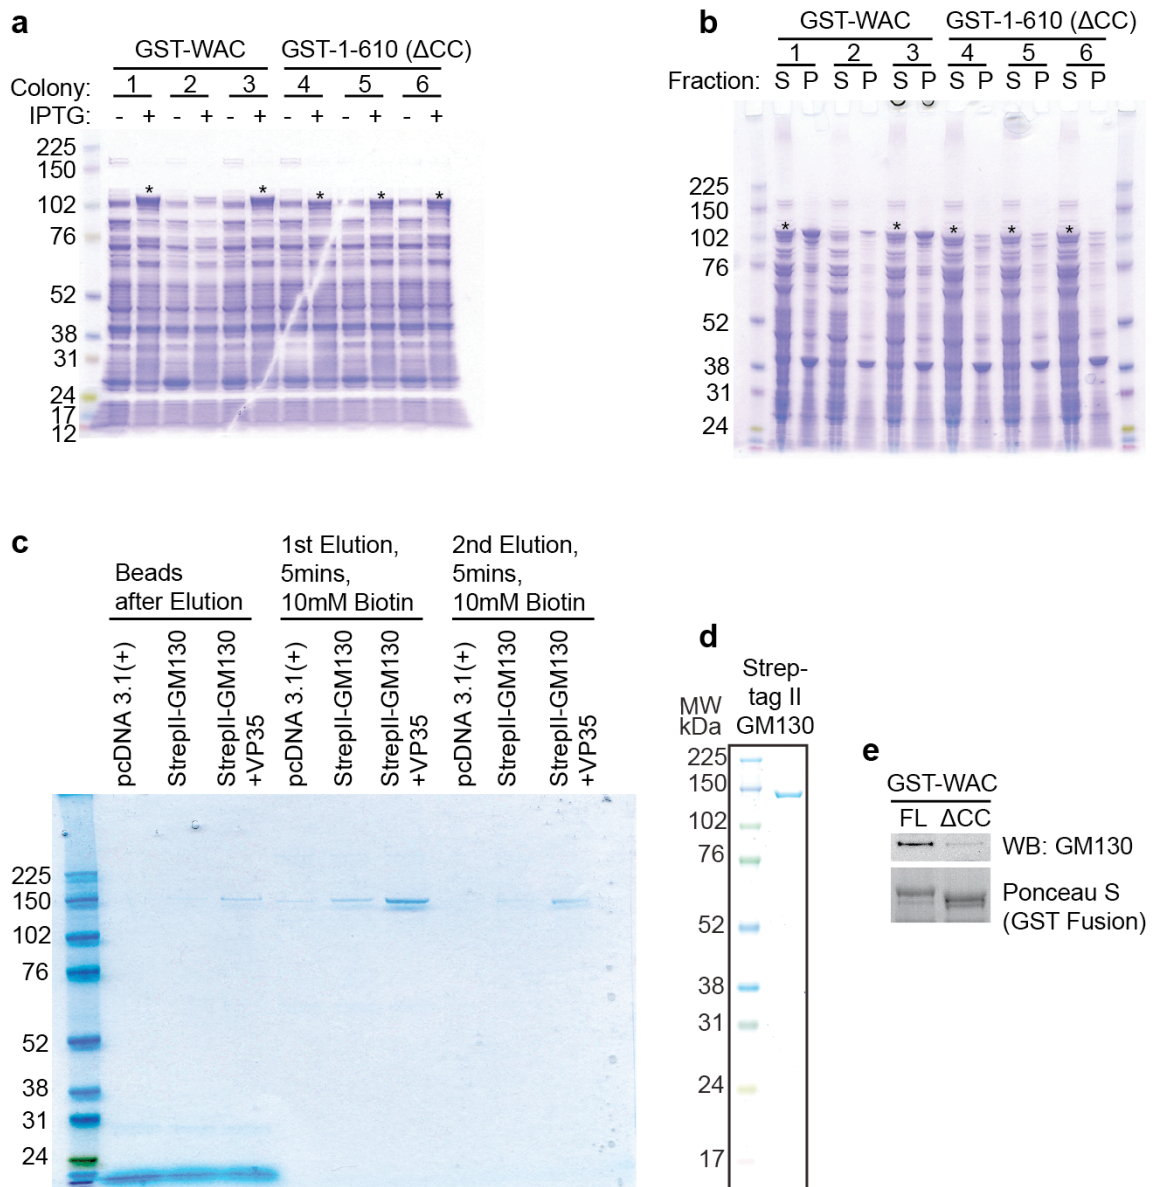 a
GST-WAC GST-1-610 (ΔCC)
Colony: 1 2 3 4 5 6
IPTG: - + - + - + - + - + - +
225
150
102
76
52
38
31
24
17
12
* * * * *
b
GST-WAC GST-1-610 (ΔCC)
1 2 3 4 5 6
Fraction: S P S P S P S P S P S P
225
150
102
76
52
38
31
24
* * * * *
c
Beads
after Elution
1st Elution,
5mins,
10mM Biotin
2nd Elution,
5mins,
10mM Biotin
pcDNA 3.1(+)
StrepII-GM130
StrepII-GM130
+VP35
pcDNA 3.1(+)
StrepII-GM130
StrepII-GM130
+VP35
pcDNA 3.1(+)
StrepII-GM130
StrepII-GM130
+VP35
225
150
102
76
52
38
31
24
d
Strep-
tag II
GM130
MW
kDa
225
150
102
76
52
38
31
24
17
e
GST-WAC
FL ΔCC
WB: GM130
Ponceau S
(GST Fusion)